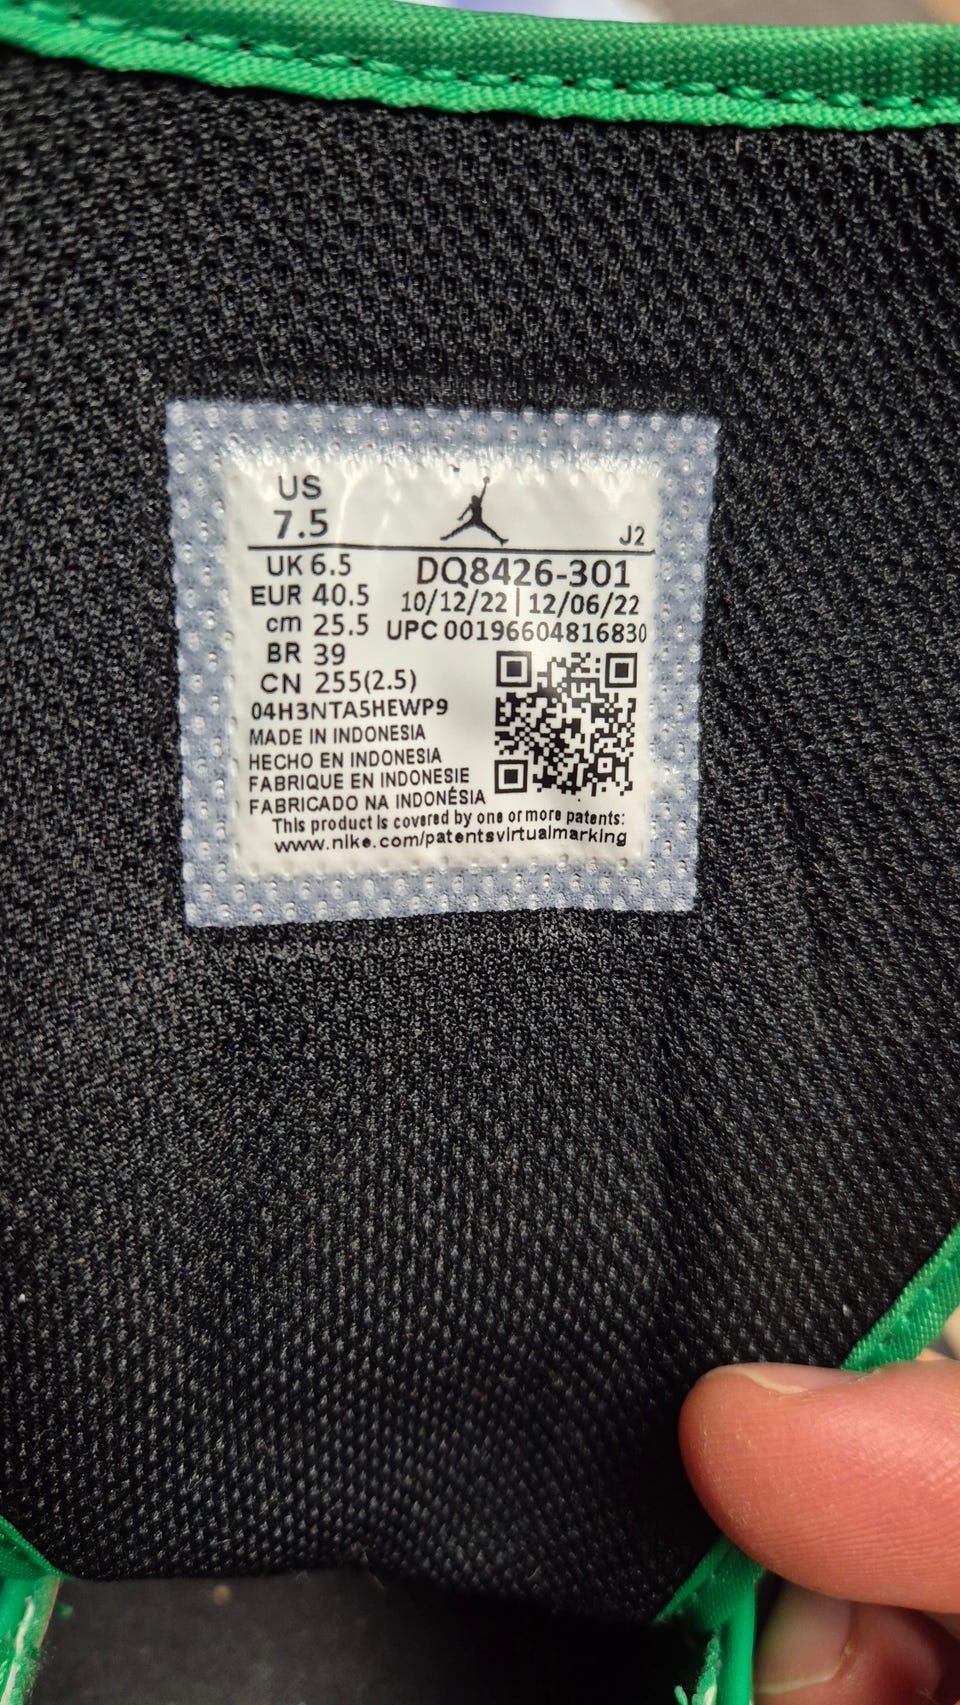 US
7.5
J2
UK 6.5
EUR 40.5
cm 25.5
BR 39
CN 255(2.5)
DQ8426-301
10/12/22 | 12/06/22
UPC 00196604816830
04H3NTA5HEWP9
MADE IN INDONESIA
HECHO EN INDONESIA
FABRIQUE EN INDONESIE
FABRICADO NA INDONÉSIA
This product is covered by one or more patents:
www.nike.com/patentsvirtualmarking